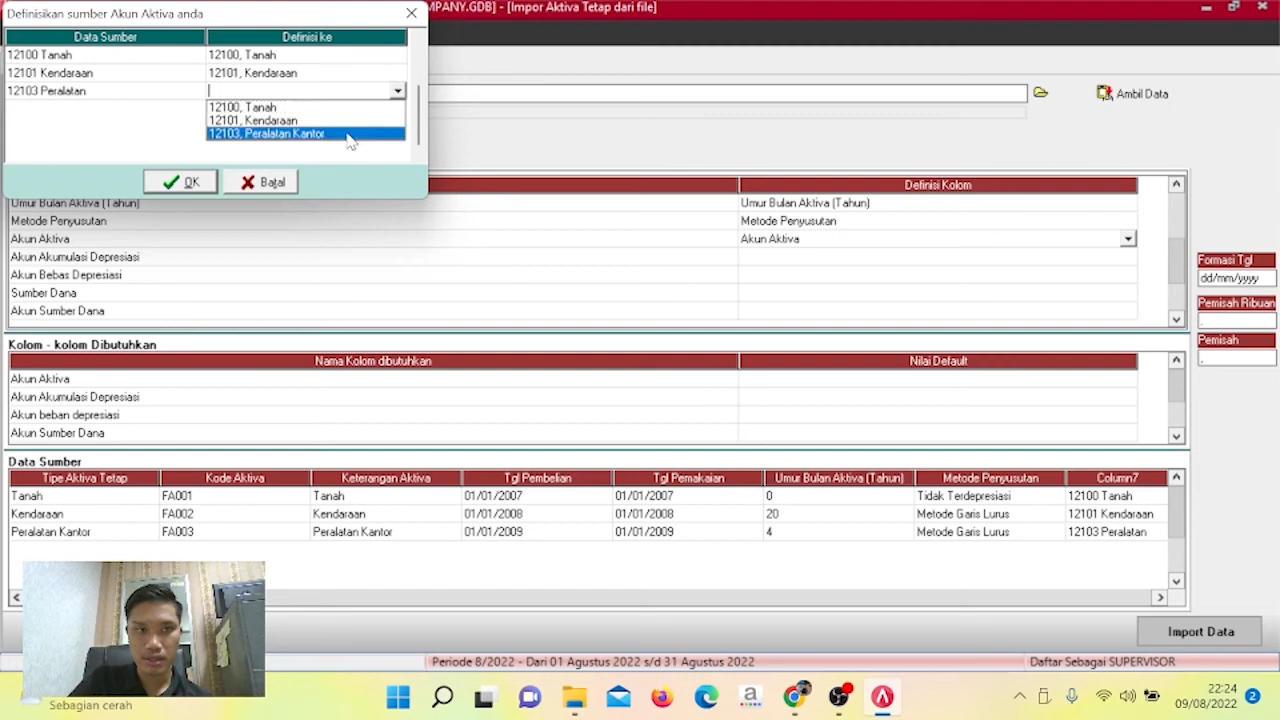 Definisikan sumber Akun Aktiva anda
MPANY.GDB] - [Impor Aktiva Tetap dari file]
Data Sumber Definisi ke
12100 Tanah 12100, Tanah
12101 Kendaraan 12101, Kendaraan
12103 Peralatan
12100, Tanah
12101, Kendaraan
12103, Peralatan Kantor
Ambil Data
OK Batal
Definisi Kolom
Umur Bulan Aktiva (Tahun) Umur Bulan Aktiva (Tahun)
Metode Penyusutan Metode Penyusutan
Akun Aktiva Akun Aktiva
Akun Akumulasi Depresiasi
Akun Bebas Depresiasi
Sumber Dana
Akun Sumber Dana
Formasi Tgl
dd/mm/yyyy
Pemisah Ribuan
.
Pemisah
,
Kolom - kolom Dibutuhkan
Nama Kolom dibutuhkan Nilai Default
Akun Aktiva
Akun Akumulasi Depresiasi
Akun beban depresiasi
Akun Sumber Dana
Data Sumber
Tipe Aktiva Tetap Kode Aktiva Keterangan Aktiva Tgl Pembelian Tgl Pemakaian Umur Bulan Aktiva (Tahun) Metode Penyusutan Column7
Tanah FA001 Tanah 01/01/2007 01/01/2007 0 Tidak Terdepresiasi 12100 Tanah
Kendaraan FA002 Kendaraan 01/01/2008 01/01/2008 20 Metode Garis Lurus 12101 Kendaraan
Peralatan Kantor FA003 Peralatan Kantor 01/01/2009 01/01/2009 4 Metode Garis Lurus 12103 Peralatan
Import Data
Periode 8/2022 - Dari 01 Agustus 2022 s/d 31 Agustus 2022 Daftar Sebagai SUPERVISOR
Sebagian cerah
22:24
09/08/2022
2